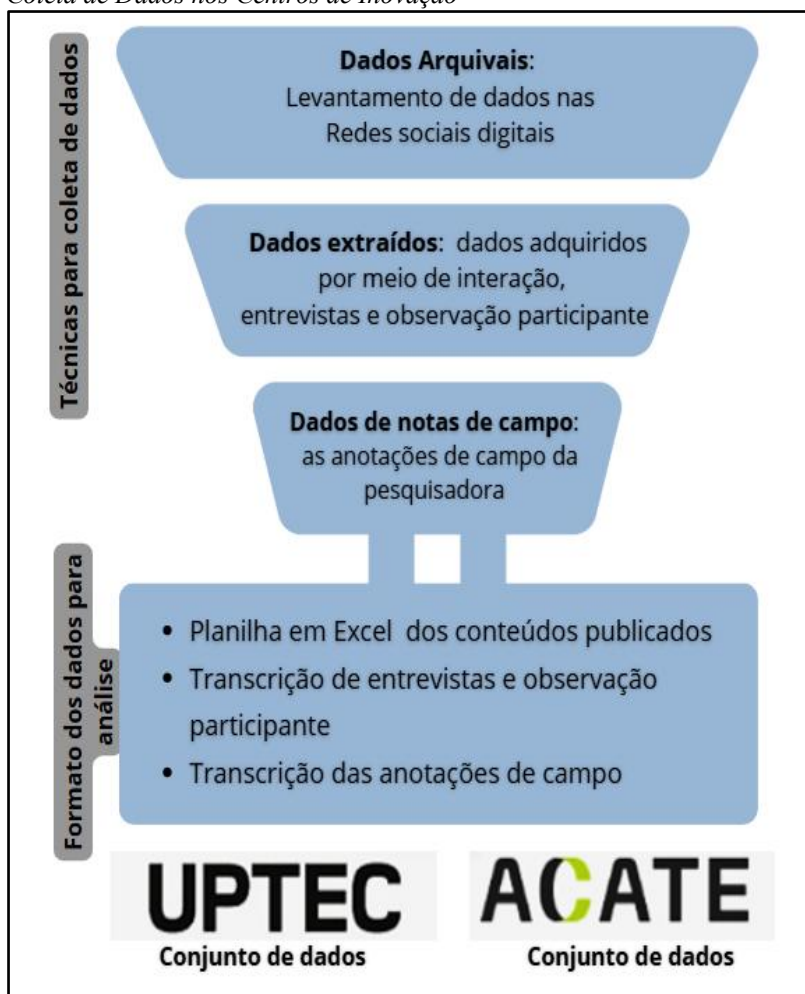 Coleta de Dados nos Centros de Inovação
Técnicas para coleta de dados
Dados Arquivais:
Levantamento de dados nas
Redes sociais digitais
Dados extraídos: dados adquiridos
por meio de interação,
entrevistas e observação participante
Dados de notas de campo:
as anotações de campo da
pesquisadora
Formato dos dados para
análise
• Planilha em Excel dos conteúdos publicados
• Transcrição de entrevistas e observação
participante
• Transcrição das anotações de campo
UPTEC
Conjunto de dados
ACATE
Conjunto de dados